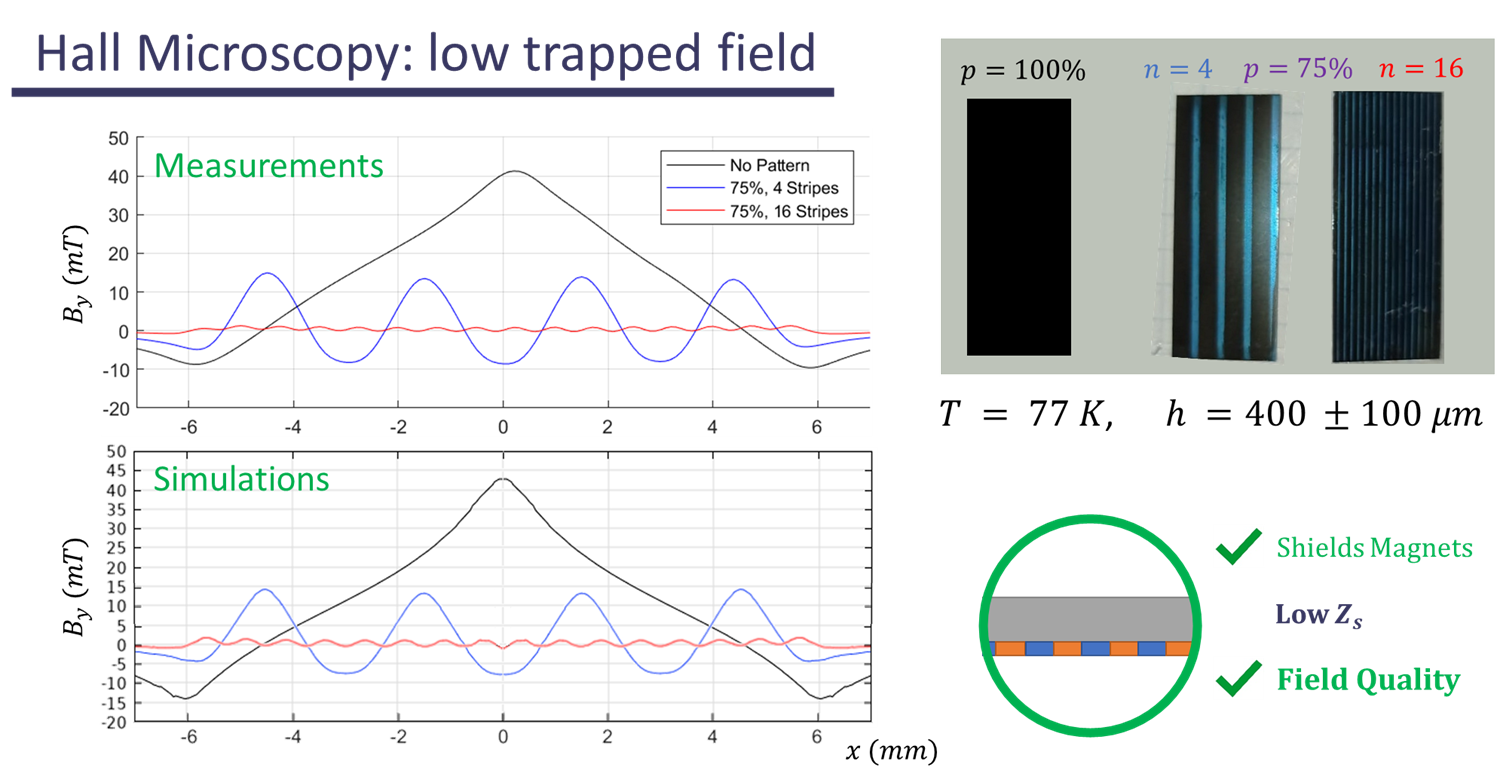 Hall Microscopy: low trapped field
50
40
30
20
10
0
-10
-20
B_y (mT)
Measurements
No Pattern
75%, 4 Stripes
75%, 16 Stripes
-6 -4 -2 0 2 4 6
50
45
40
35
30
25
20
15
10
5
0
-5
-10
-15
-20
B_y (mT)
Simulations
-6 -4 -2 0 2 4 6
x (mm)
p = 100% n = 4 p = 75% n = 16
T = 77 K, h = 400 ± 100 μm
Shields Magnets
Low Z_s
Field Quality